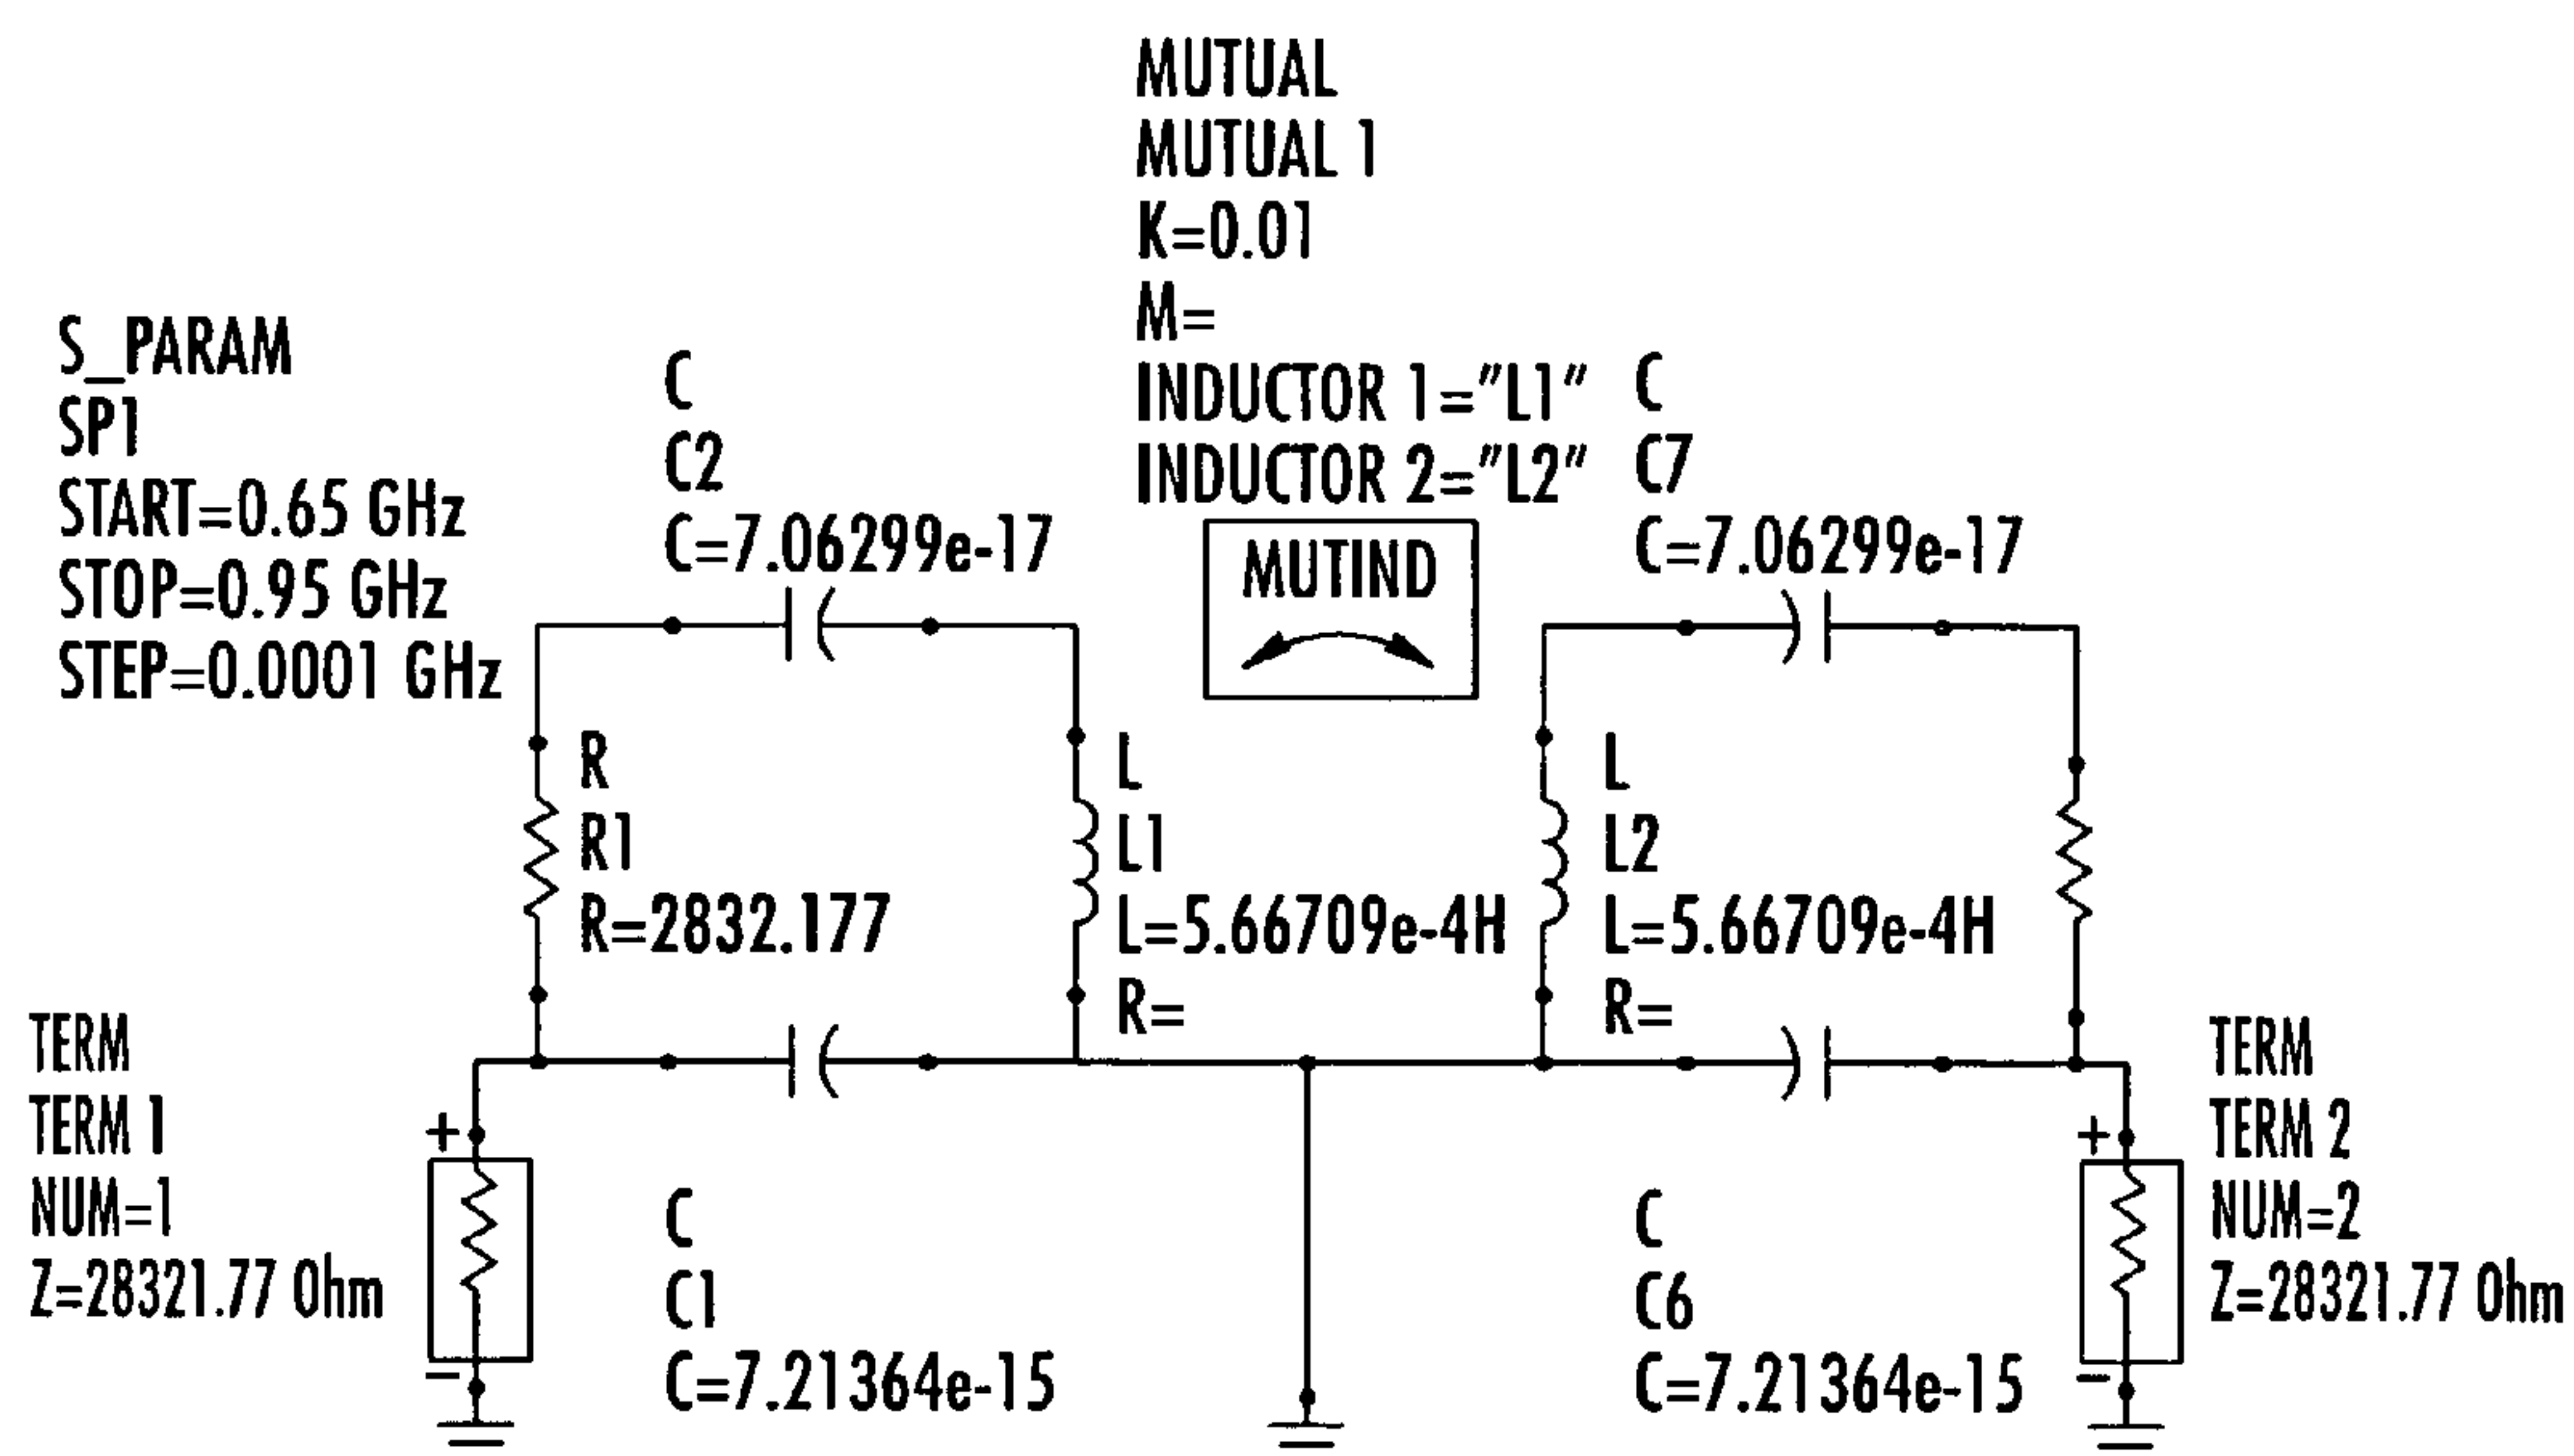 MUTUAL
MUTUAL 1
K=0.01
M=
INDUCTOR 1="L1"
INDUCTOR 2="L2"
MUTIND
S_PARAM
SP1
START=0.65 GHz
STOP=0.95 GHz
STEP=0.0001 GHz
C
C2
C=7.06299e-17
C
C7
C=7.06299e-17
R
R1
R=2832.177
L
L1
L=5.66709e-4H
R=
L
L2
L=5.66709e-4H
R=
TERM
TERM 1
NUM=1
Z=28321.77 Ohm
+
−
C
C1
C=7.21364e-15
C
C6
C=7.21364e-15
+
−
TERM
TERM 2
NUM=2
Z=28321.77 Ohm